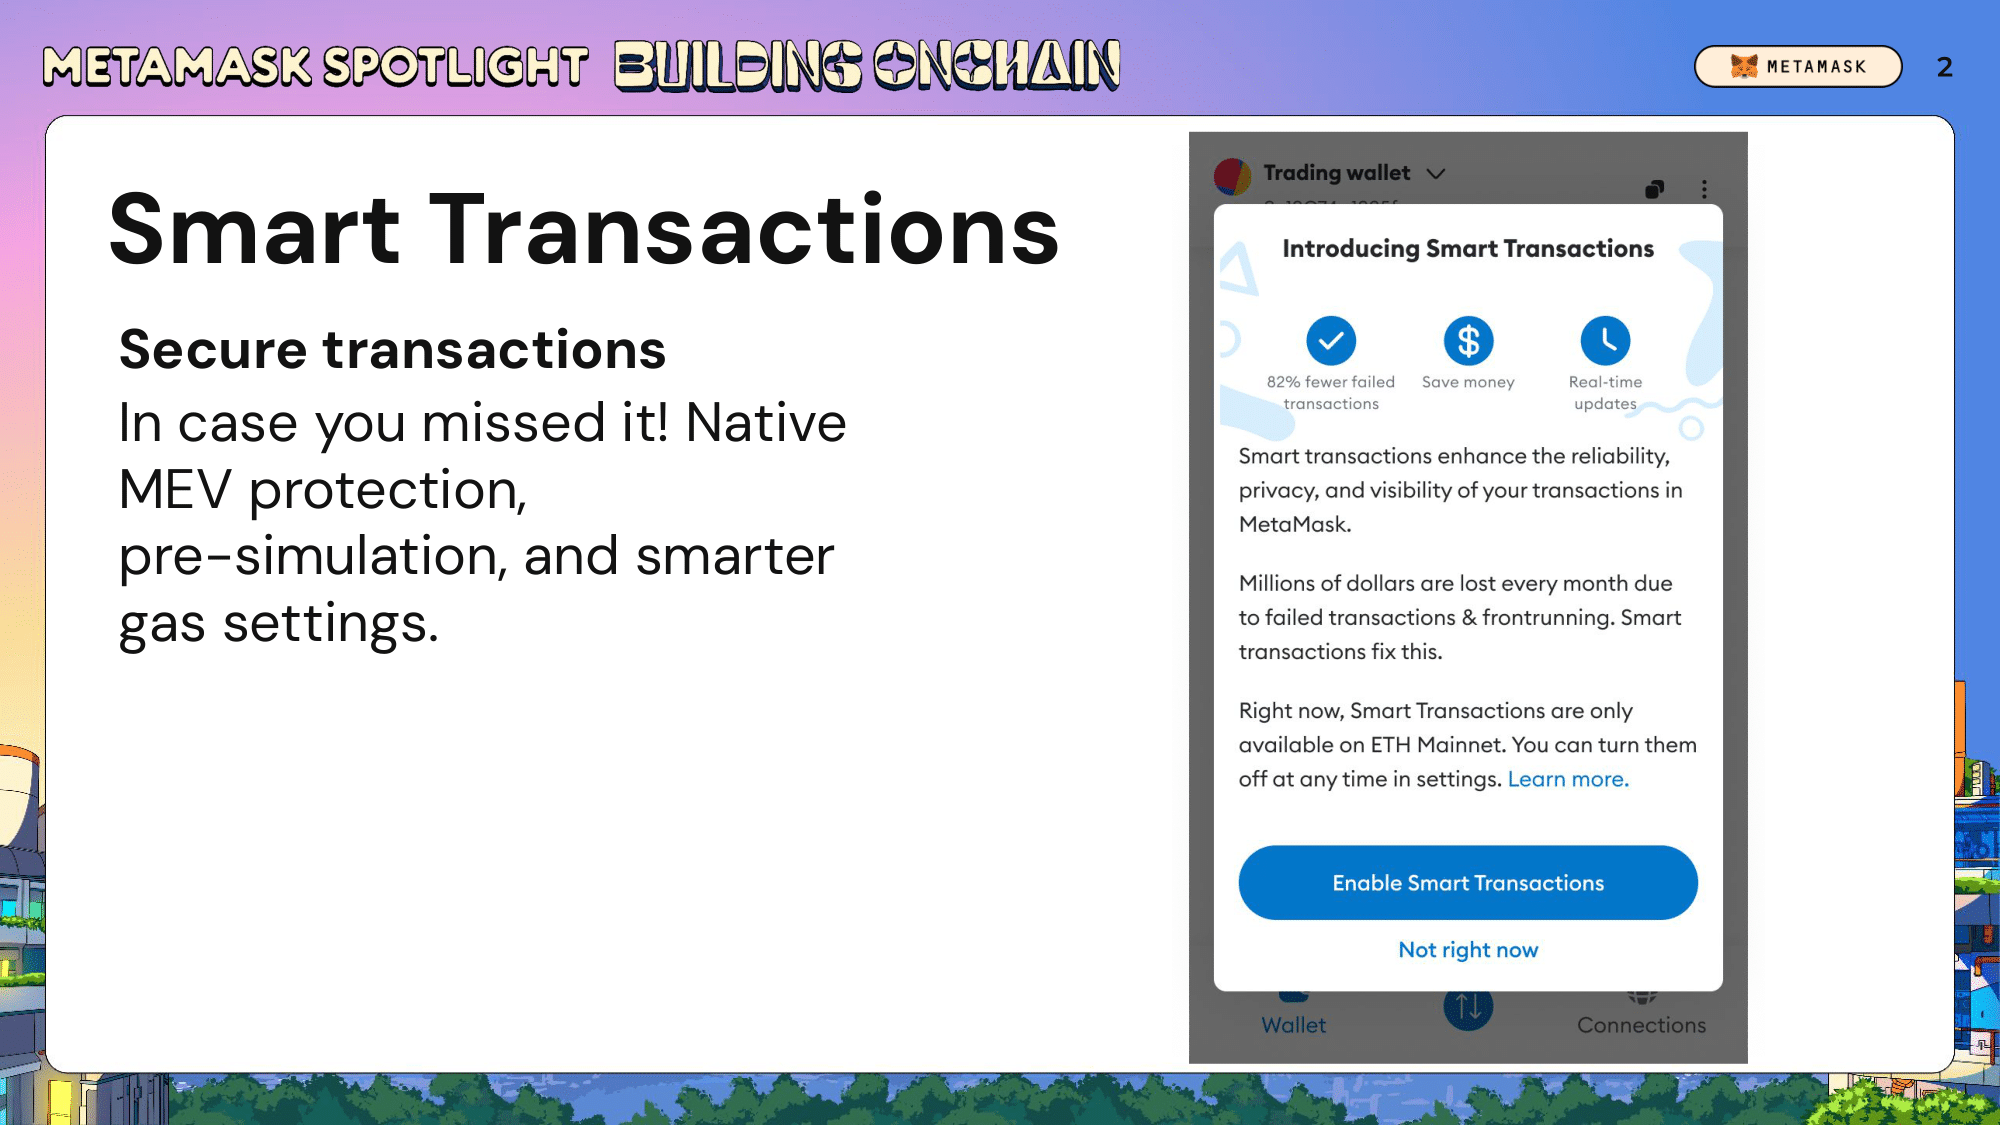 METAMASK SPOTLIGHT BUILDING ONCHAIN
METAMASK 2
Smart Transactions
Secure transactions
In case you missed it! Native
MEV protection,
pre-simulation, and smarter
gas settings.
Trading wallet
Introducing Smart Transactions
82% fewer failed
transactions
Save money
Real-time
updates
Smart transactions enhance the reliability,
privacy, and visibility of your transactions in
MetaMask.
Millions of dollars are lost every month due
to failed transactions & frontrunning. Smart
transactions fix this.
Right now, Smart Transactions are only
available on ETH Mainnet. You can turn them
off at any time in settings. Learn more.
Enable Smart Transactions
Not right now
Wallet
Connections